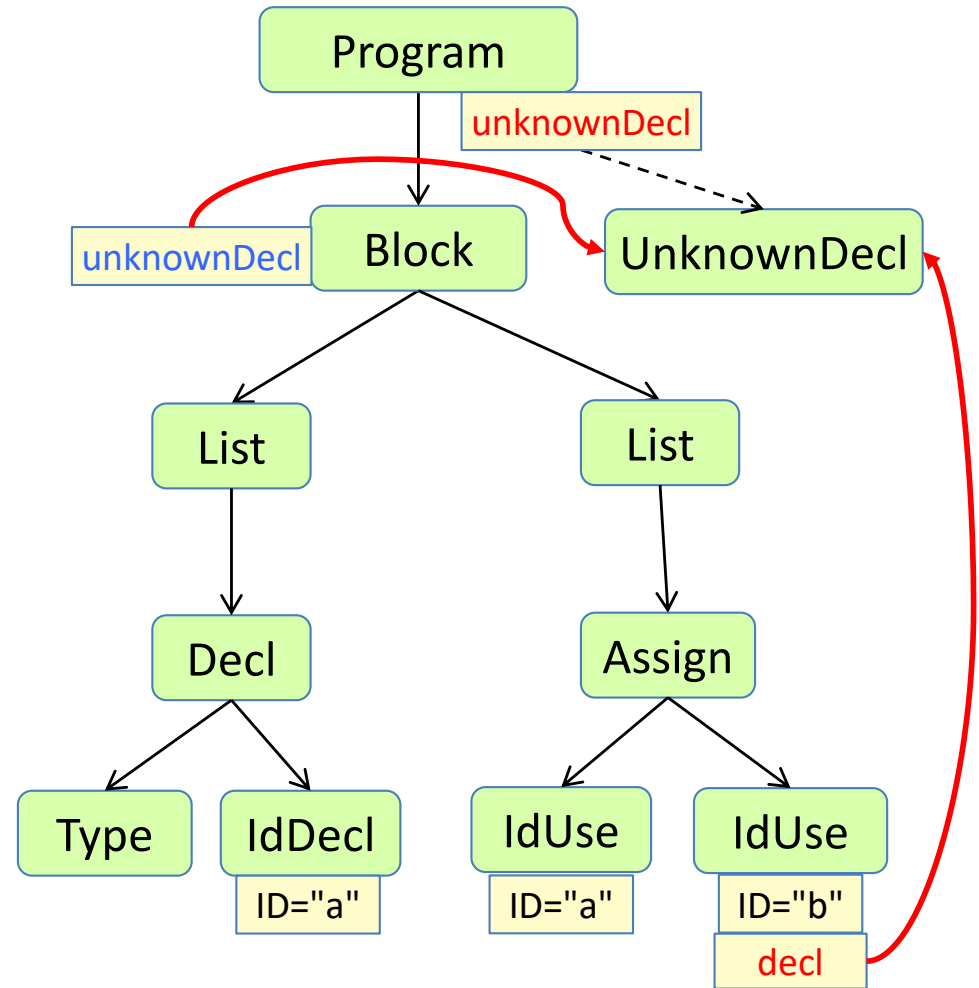 Program
unknownDecl
unknownDecl
Block
UnknownDecl
List
List
Decl
Assign
Type
IdDecl
IdUse
IdUse
ID="a"
ID="a"
ID="b"
decl